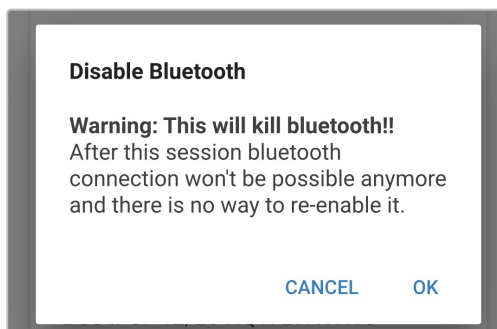 Disable Bluetooth
Warning: This will kill bluetooth!!
After this session bluetooth
connection won't be possible anymore
and there is no way to re-enable it.
CANCEL OK